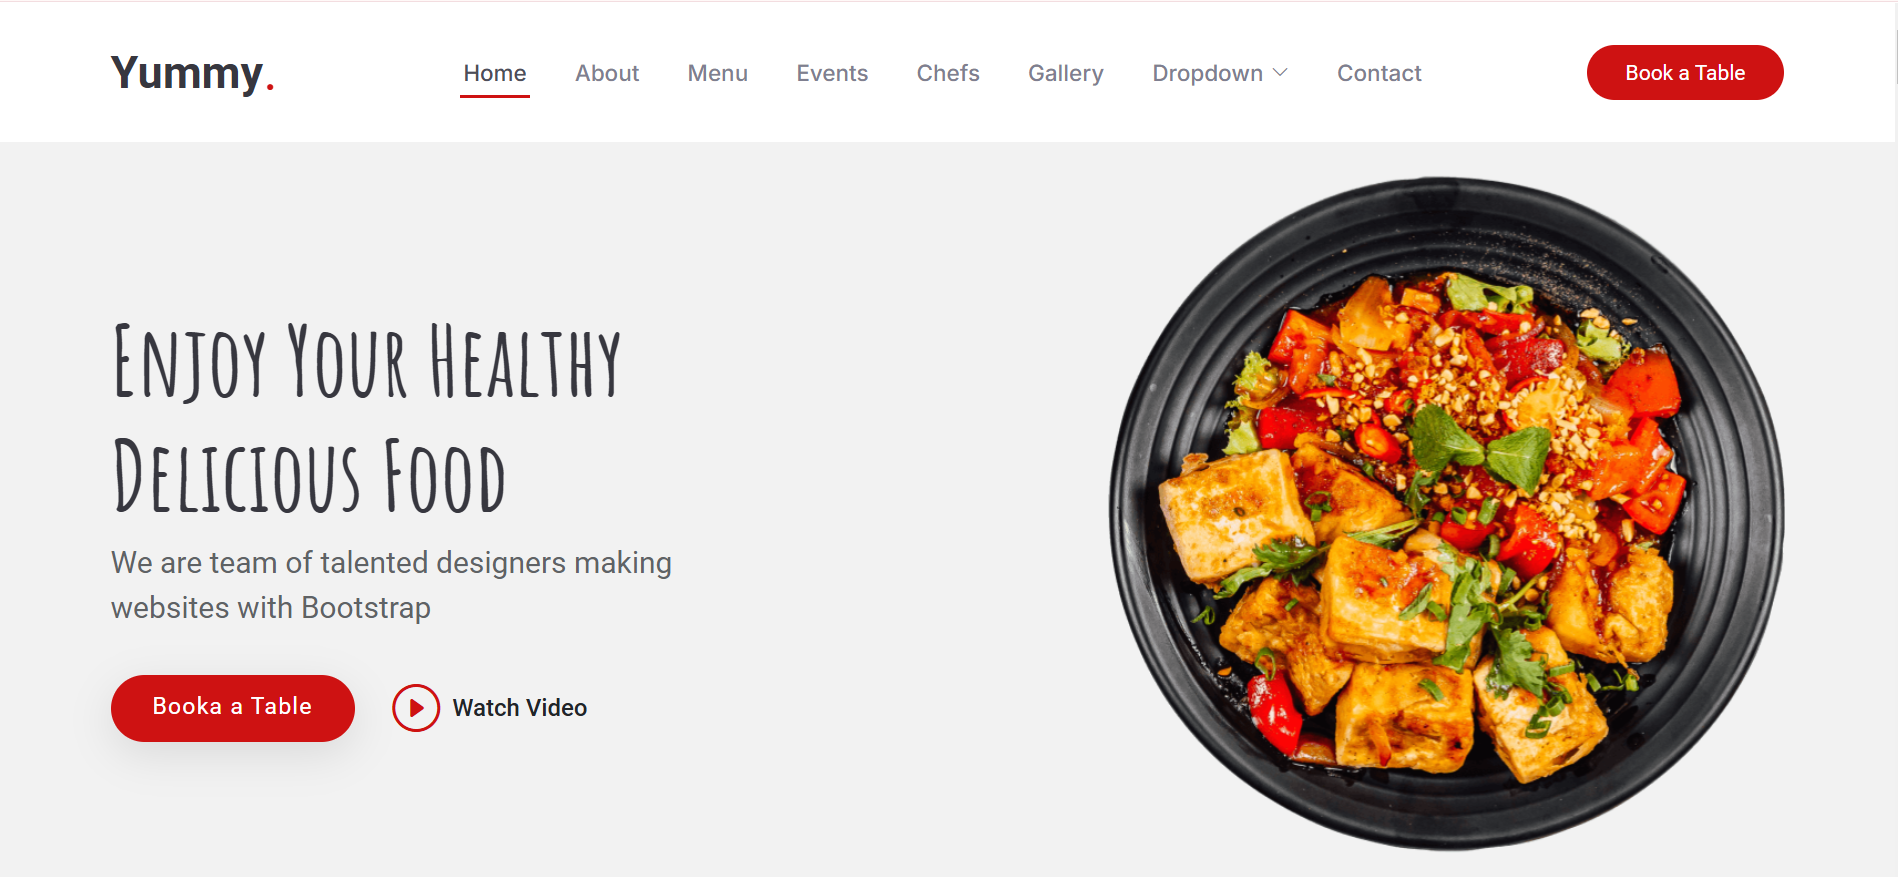 Yummy.
Home About Menu Events Chefs Gallery Dropdown Contact
Book a Table
Enjoy Your Healthy
Delicious Food
We are team of talented designers making
websites with Bootstrap
Booka a Table
Watch Video